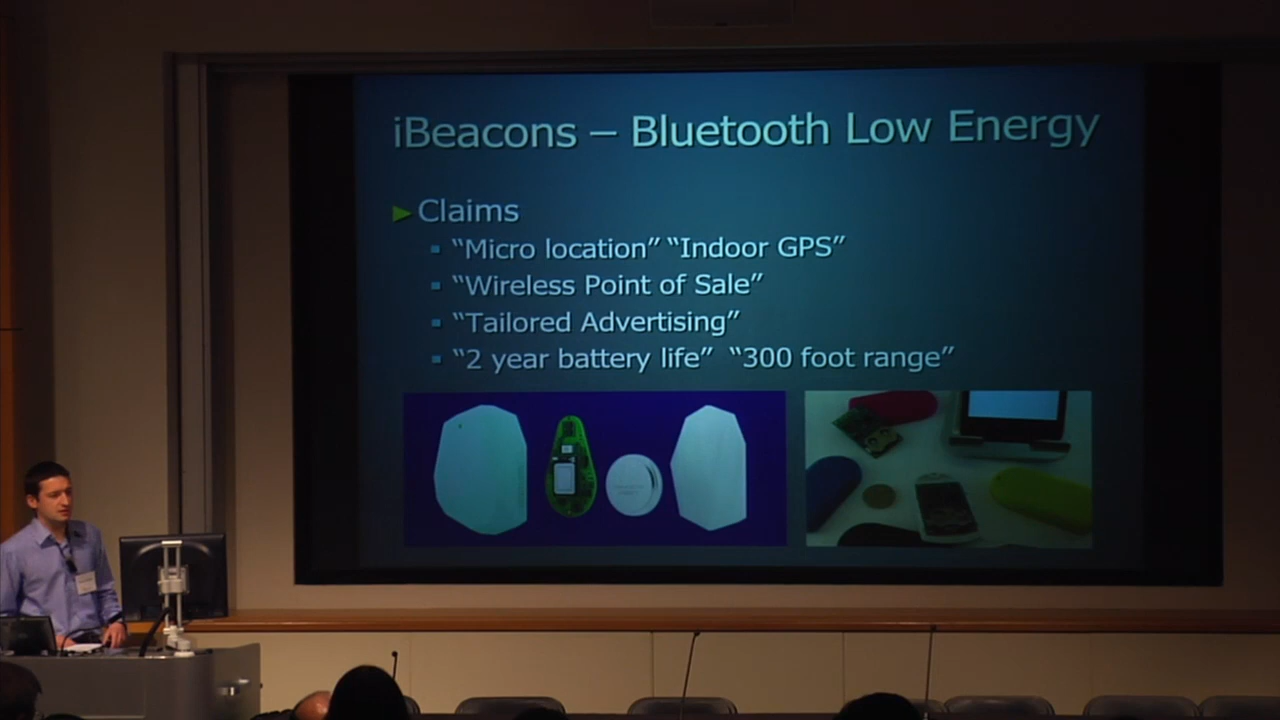 iBeacons – Bluetooth Low Energy
Claims
“Micro location” “Indoor GPS”
“Wireless Point of Sale”
“Tailored Advertising”
“2 year battery life” “300 foot range”